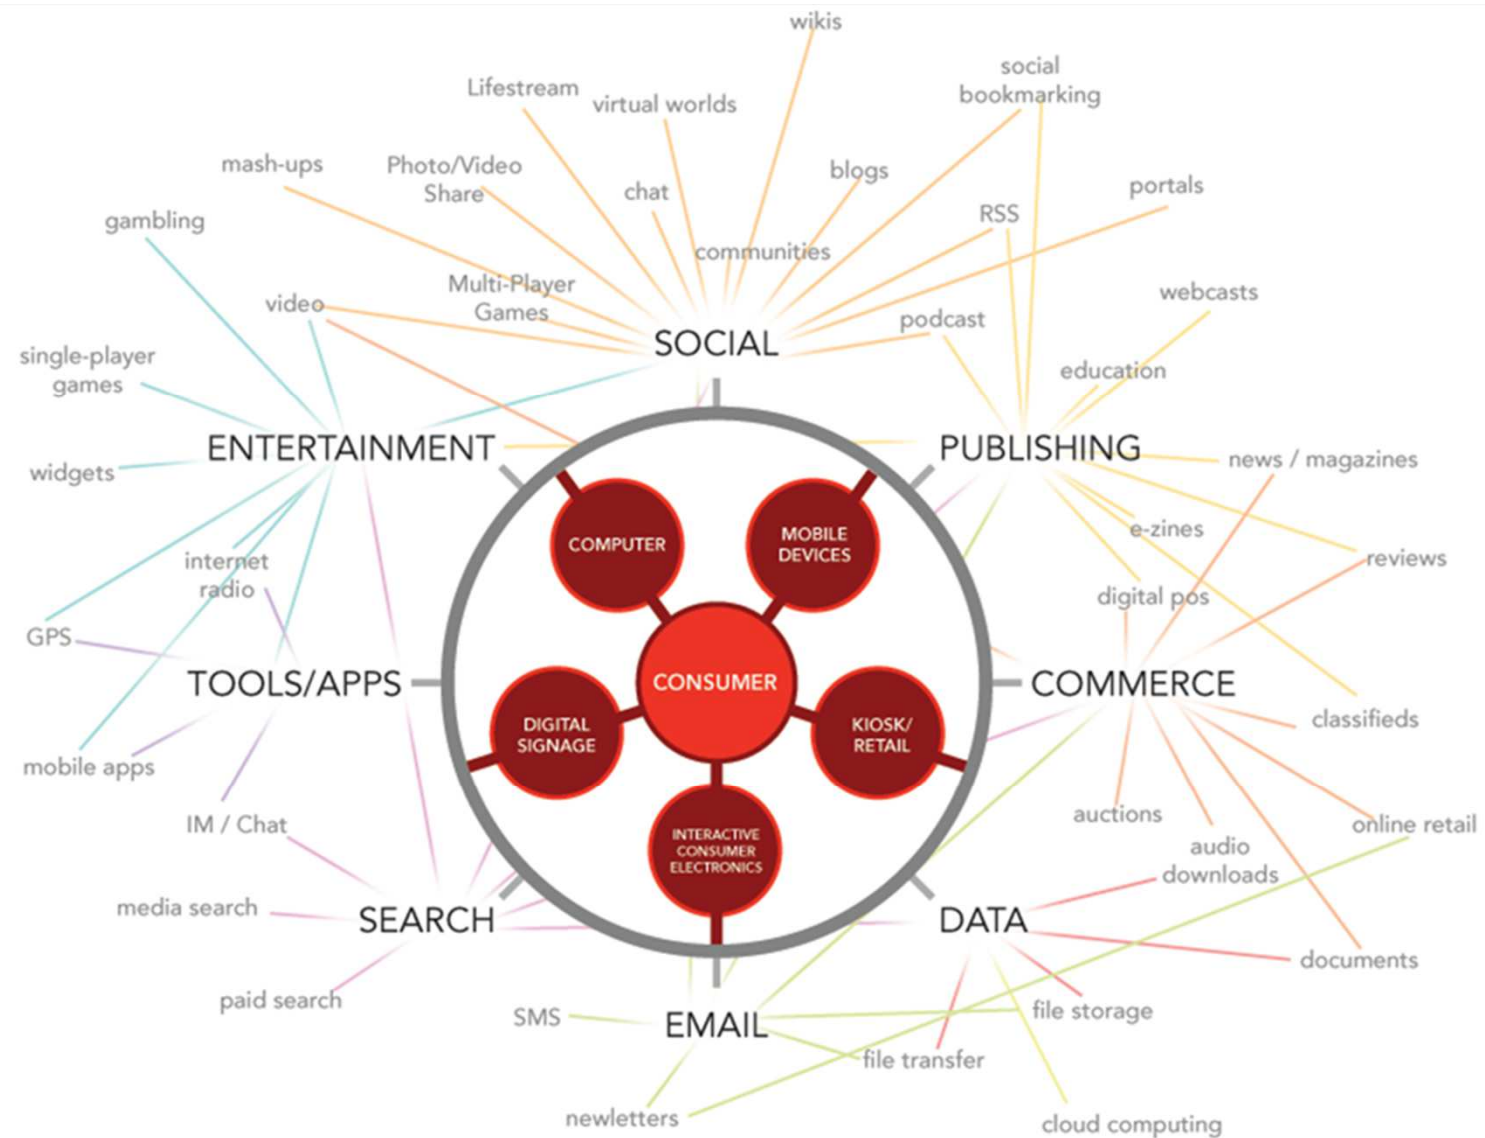 wikis
social
bookmarking
Lifestream
virtual worlds
mash-ups
Photo/Video
Share
chat
blogs
portals
gambling
RSS
communities
video
Multi-Player
Games
webcasts
podcast
SOCIAL
single-player
games
education
ENTERTAINMENT
PUBLISHING
widgets
news / magazines
e-zines
COMPUTER
MOBILE
DEVICES
internet
radio
reviews
digital pos
GPS
TOOLS/APPS
CONSUMER
COMMERCE
DIGITAL
SIGNAGE
KIOSK/
RETAIL
classifieds
mobile apps
IM / Chat
INTERACTIVE
CONSUMER
ELECTRONICS
auctions
online retail
audio
downloads
media search
SEARCH
DATA
documents
paid search
SMS
EMAIL
file storage
file transfer
newletters
cloud computing